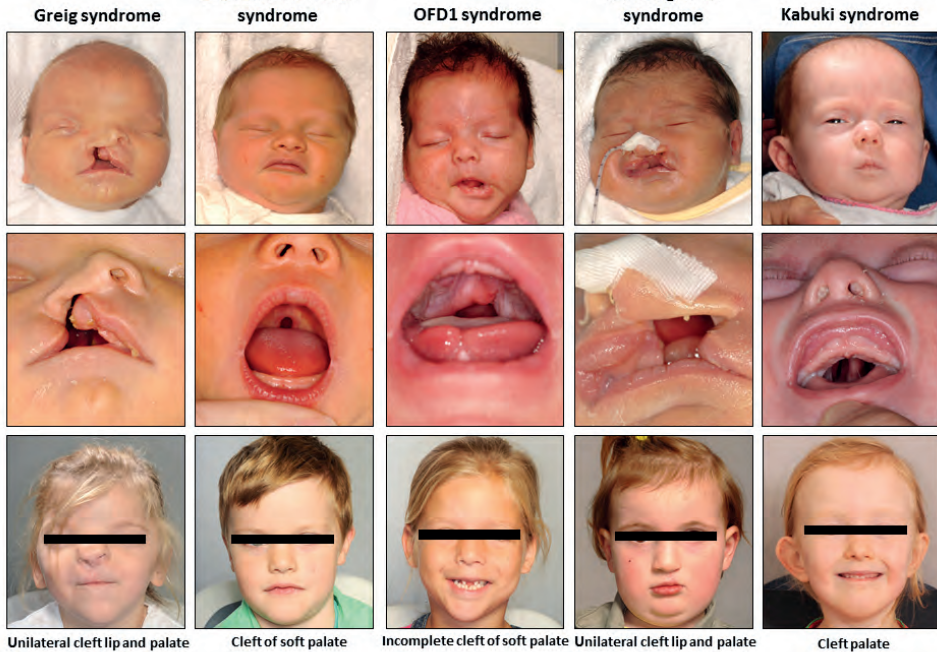 Greig syndrome
syndrome
OFD1 syndrome
syndrome
Kabuki syndrome
Unilateral cleft lip and palate
Cleft of soft palate
Incomplete cleft of soft palate
Unilateral cleft lip and palate
Cleft palate